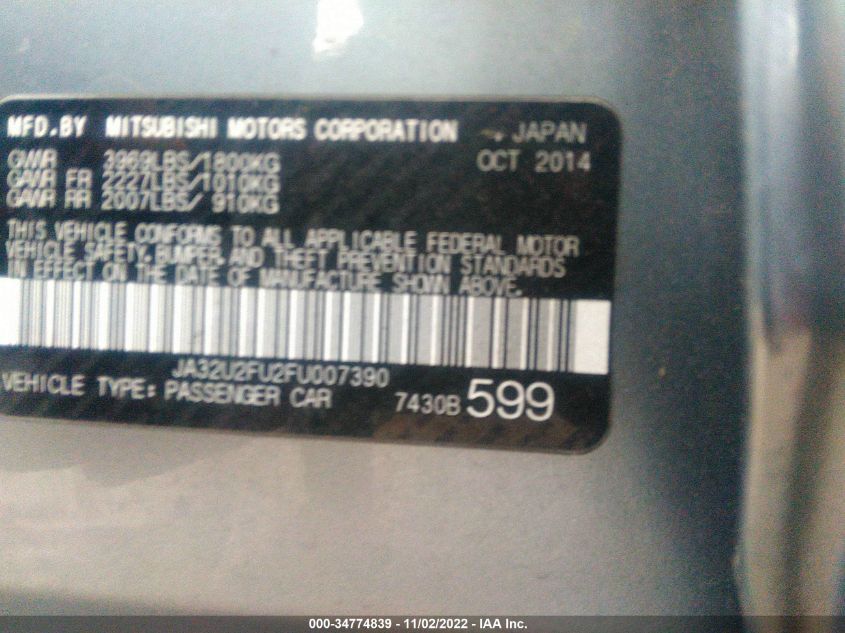 MFD.BY MITSUBISHI MOTORS CORPORATION JAPAN
GVWR 3969LBS/1800KG OCT 2014
GAWR FR 2227LBS/1010KG
GAWR RR 2007LBS/ 910KG
THIS VEHICLE CONFORMS TO ALL APPLICABLE FEDERAL MOTOR
VEHICLE SAFETY, BUMPER, AND THEFT PREVENTION STANDARDS
IN EFFECT ON THE DATE OF MANUFACTURE SHOWN ABOVE.
JA32U2FU2FU007390
VEHICLE TYPE: PASSENGER CAR 7430B 599
000-34774839 - 11/02/2022 - IAA Inc.